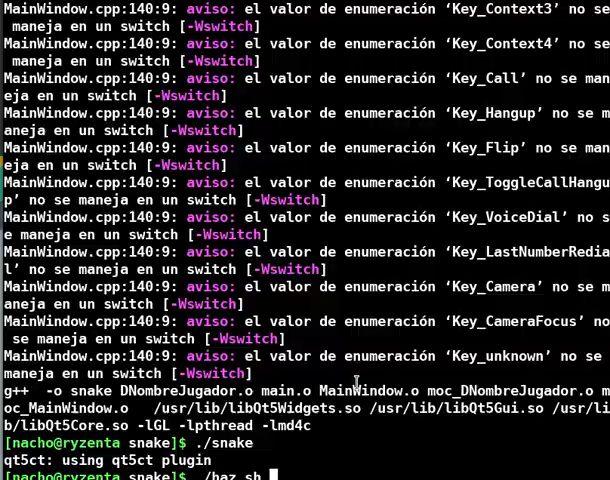 MainWindow.cpp:140:9: aviso: el valor de enumeración ‘Key_Context3’ no se
 maneja en un switch [-Wswitch]
MainWindow.cpp:140:9: aviso: el valor de enumeración ‘Key_Context4’ no se
 maneja en un switch [-Wswitch]
MainWindow.cpp:140:9: aviso: el valor de enumeración ‘Key_Call’ no se man
eja en un switch [-Wswitch]
MainWindow.cpp:140:9: aviso: el valor de enumeración ‘Key_Hangup’ no se m
aneja en un switch [-Wswitch]
MainWindow.cpp:140:9: aviso: el valor de enumeración ‘Key_Flip’ no se man
eja en un switch [-Wswitch]
MainWindow.cpp:140:9: aviso: el valor de enumeración ‘Key_ToggleCallHangu
p’ no se maneja en un switch [-Wswitch]
MainWindow.cpp:140:9: aviso: el valor de enumeración ‘Key_VoiceDial’ no s
e maneja en un switch [-Wswitch]
MainWindow.cpp:140:9: aviso: el valor de enumeración ‘Key_LastNumberRedia
l’ no se maneja en un switch [-Wswitch]
MainWindow.cpp:140:9: aviso: el valor de enumeración ‘Key_Camera’ no se m
aneja en un switch [-Wswitch]
MainWindow.cpp:140:9: aviso: el valor de enumeración ‘Key_CameraFocus’ no
 se maneja en un switch [-Wswitch]
MainWindow.cpp:140:9: aviso: el valor de enumeración ‘Key_unknown’ no se
maneja en un switch [-Wswitch]
g++  -o snake DNombreJugador.o main.o MainWindow.o moc_DNombreJugador.o m
oc_MainWindow.o   /usr/lib/libQt5Widgets.so /usr/lib/libQt5Gui.so /usr/li
b/libQt5Core.so -lGL -lpthread -lmd4c
[nacho@ryzenta snake]$ ./snake
qt5ct: using qt5ct plugin
[nacho@ryzenta snake]$ ./haz.sh